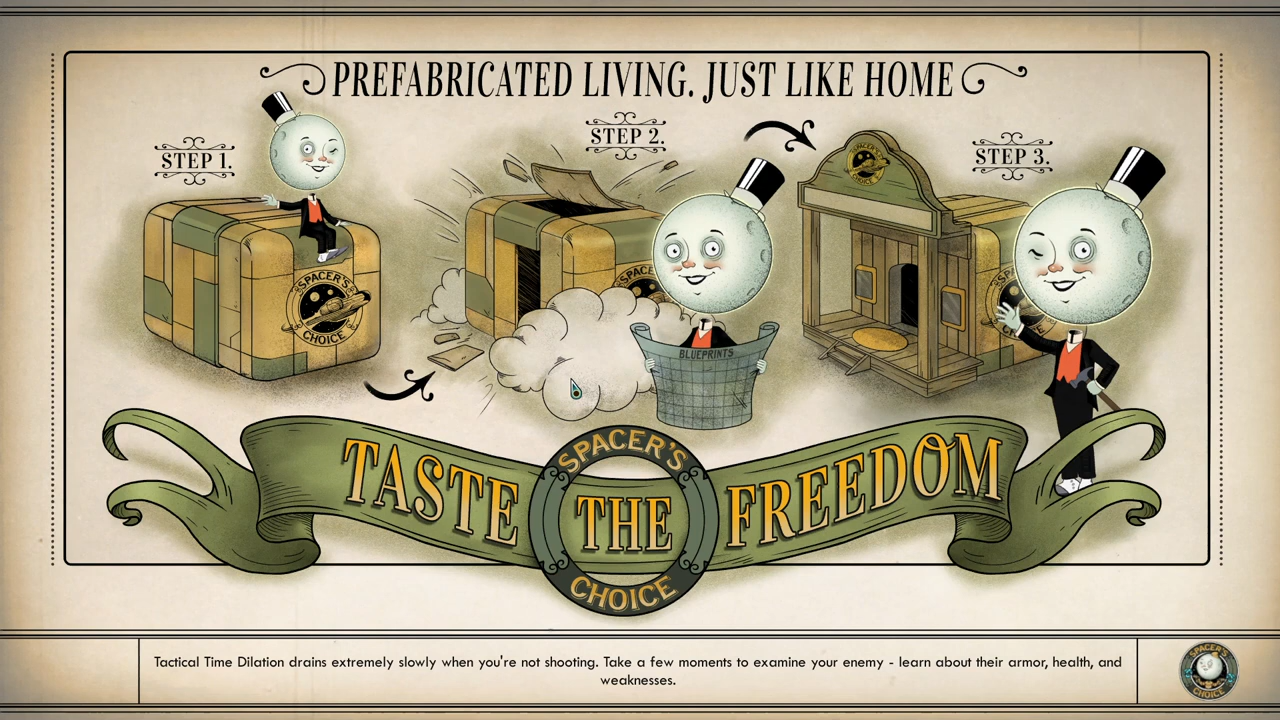 PREFABRICATED LIVING. JUST LIKE HOME
STEP 1.
STEP 2.
STEP 3.
SPACER'S
CHOICE
SPACER'S
SPACER'S
CHOICE
SPACER'S
BLUEPRINTS
SPACER'S
TASTE THE FREEDOM
CHOICE
Tactical Time Dilation drains extremely slowly when you're not shooting. Take a few moments to examine your enemy - learn about their armor, health, and
weaknesses.
SPACER'S
CHOICE